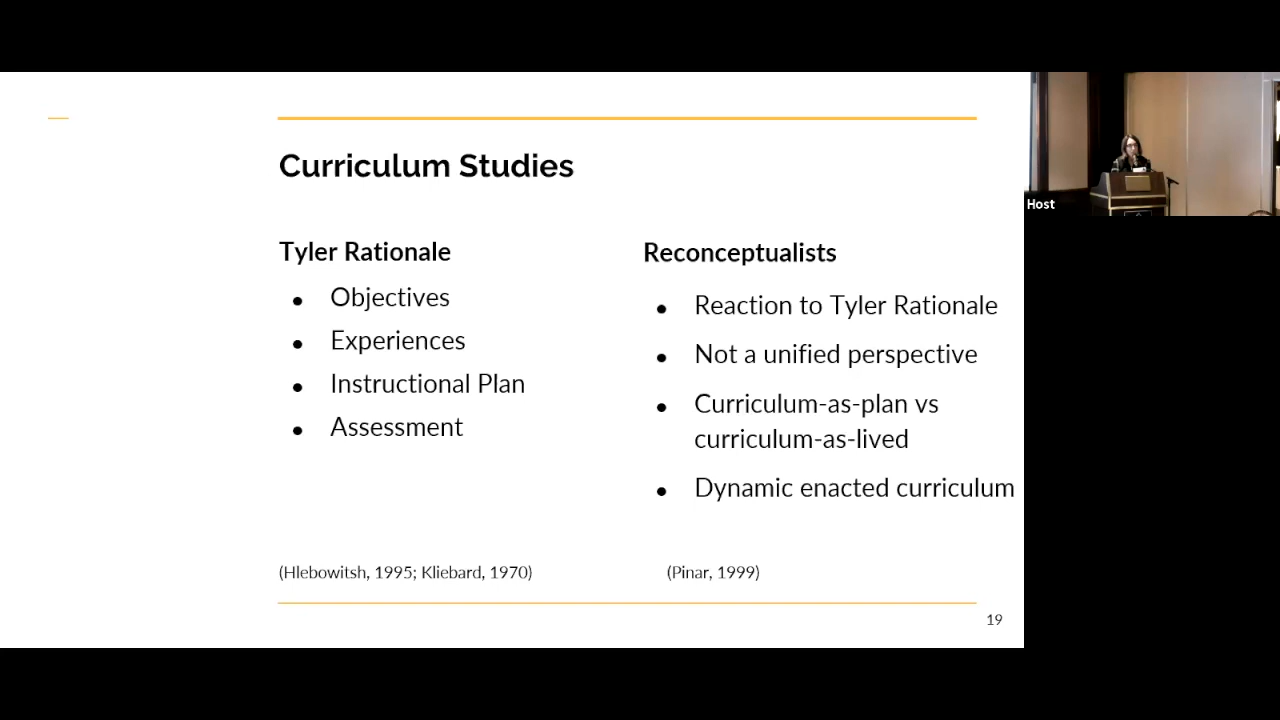 Curriculum Studies
Tyler Rationale
● Objectives
● Experiences
● Instructional Plan
● Assessment
(Hlebowitsh, 1995; Kliebard, 1970)
Reconceptualists
● Reaction to Tyler Rationale
● Not a unified perspective
● Curriculum-as-plan vs
curriculum-as-lived
● Dynamic enacted curriculum
(Pinar, 1999)
19
Host